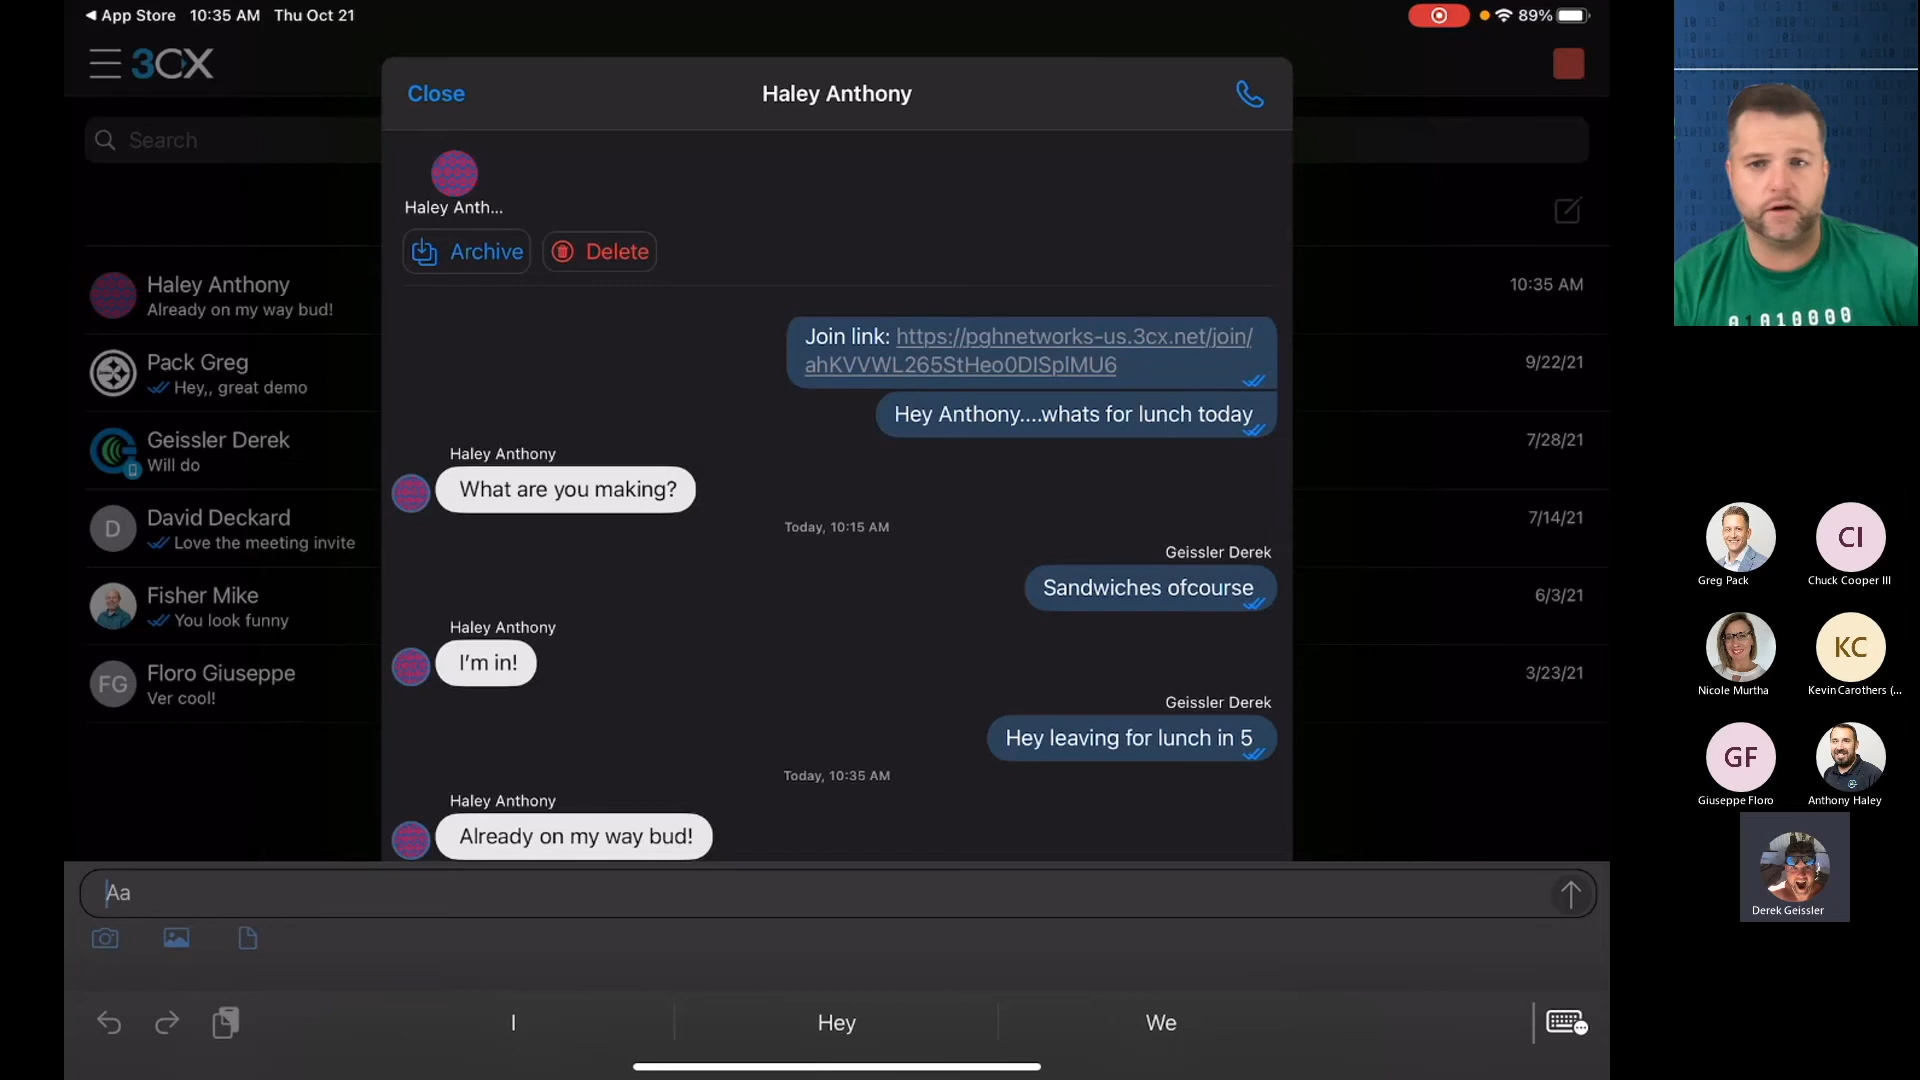 App Store 10:35 AM Thu Oct 21
89%
3CX
Search
Close
Haley Anthony
Haley Anth...
Archive
Delete
Haley Anthony
Already on my way bud!
10:35 AM
Pack Greg
Hey,, great demo
9/22/21
Geissler Derek
Will do
7/28/21
D
David Deckard
Love the meeting invite
7/14/21
Fisher Mike
You look funny
6/3/21
FG
Floro Giuseppe
Ver cool!
3/23/21
Join link: https://pghnetworks-us.3cx.net/join/
ahKVVWL265StHeo0DISplMU6
Hey Anthony....whats for lunch today
Haley Anthony
What are you making?
Today, 10:15 AM
Geissler Derek
Sandwiches ofcourse
Haley Anthony
I'm in!
Geissler Derek
Hey leaving for lunch in 5
Today, 10:35 AM
Haley Anthony
Already on my way bud!
Aa
I
Hey
We
01010000
Greg Pack
CI
Chuck Cooper III
Nicole Murtha
KC
Kevin Carothers (...
GF
Giuseppe Floro
Anthony Haley
Derek Geissler